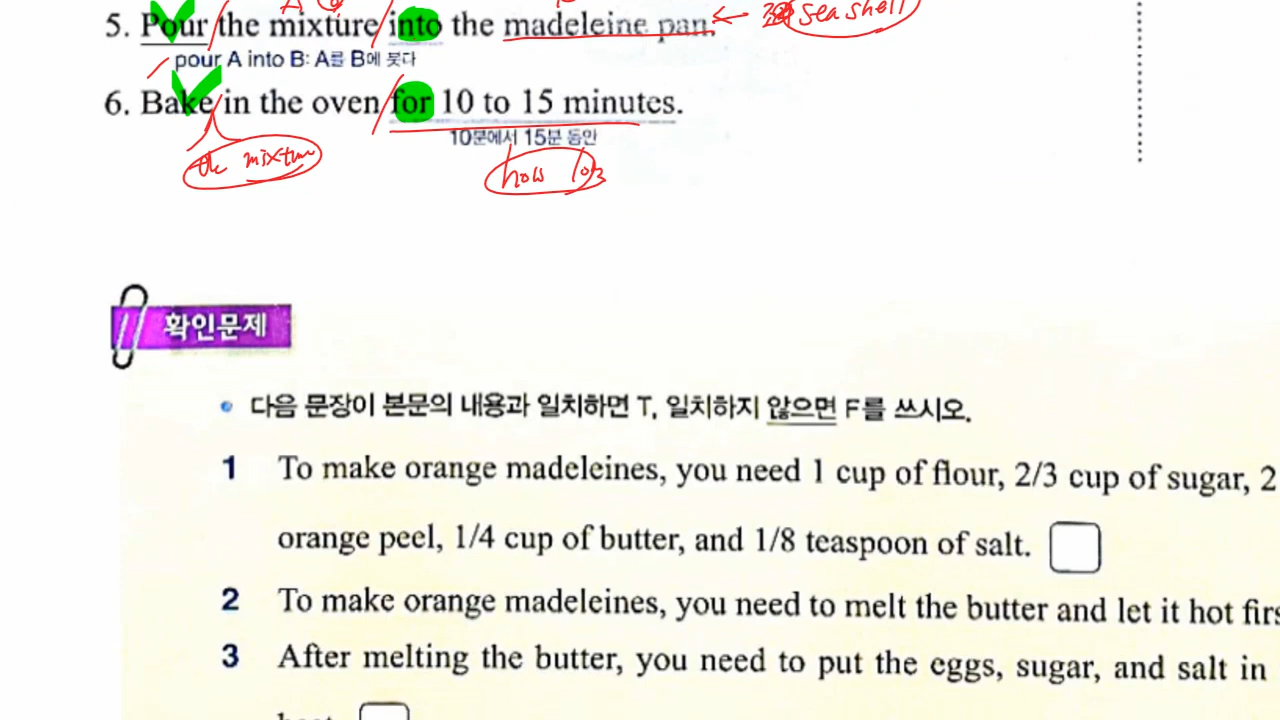 5. Pour the mixture into the madeleine pan. ← sea shell
pour A into B: A를 B에 붓다
6. Bake in the oven for 10 to 15 minutes.
10분에서 15분 동안
the mixture
how long
확인문제
• 다음 문장이 본문의 내용과 일치하면 T, 일치하지 않으면 F를 쓰시오.
1 To make orange madeleines, you need 1 cup of flour, 2/3 cup of sugar, 2
orange peel, 1/4 cup of butter, and 1/8 teaspoon of salt.
2 To make orange madeleines, you need to melt the butter and let it hot firs
3 After melting the butter, you need to put the eggs, sugar, and salt in